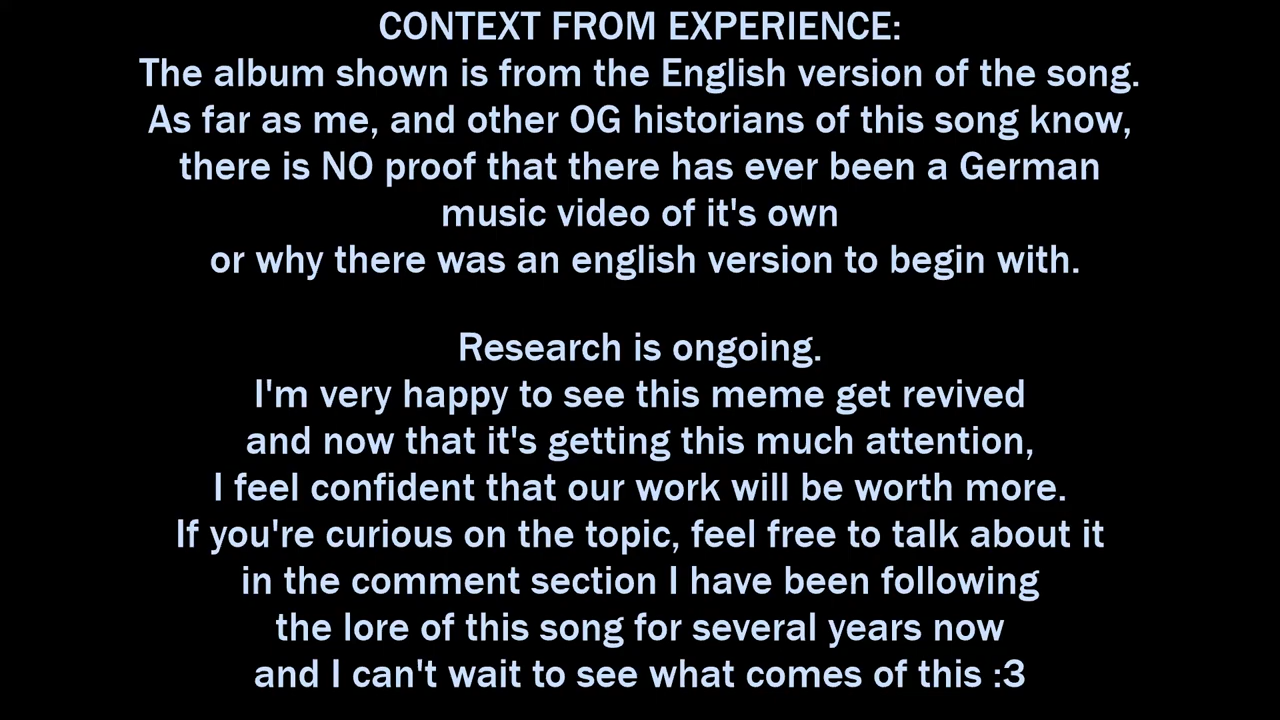 CONTEXT FROM EXPERIENCE:
The album shown is from the English version of the song.
As far as me, and other OG historians of this song know,
there is NO proof that there has ever been a German
music video of it's own
or why there was an english version to begin with.
Research is ongoing.
I'm very happy to see this meme get revived
and now that it's getting this much attention,
I feel confident that our work will be worth more.
If you're curious on the topic, feel free to talk about it
in the comment section I have been following
the lore of this song for several years now
and I can't wait to see what comes of this :3